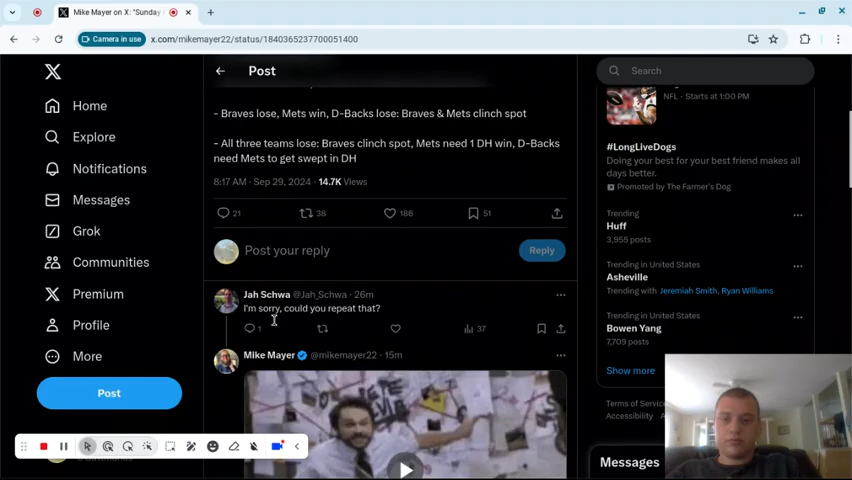 Mike Mayer on X: "Sunday
Camera in use
x.com/mikemayer22/status/1840365237700051400
Post
Search
NFL · Starts at 1:00 PM
Home
Explore
Notifications
Messages
Grok
Communities
Premium
Profile
More
Post
- Braves lose, Mets win, D-Backs lose: Braves & Mets clinch spot
- All three teams lose: Braves clinch spot, Mets need 1 DH win, D-Backs
need Mets to get swept in DH
8:17 AM · Sep 29, 2024 · 14.7K Views
21 38 186 51
Post your reply
Reply
Jah Schwa @Jah_Schwa · 26m
I'm sorry, could you repeat that?
1 37
Mike Mayer @mikemayer22 · 15m
#LongLiveDogs
Doing your best for your best friend makes all
days better.
Promoted by The Farmer's Dog
Trending
Huff
3,955 posts
Trending in United States
Asheville
Trending with Jeremiah Smith, Ryan Williams
Trending in United States
Bowen Yang
7,709 posts
Show more
Terms of Service
Accessibility
Messages